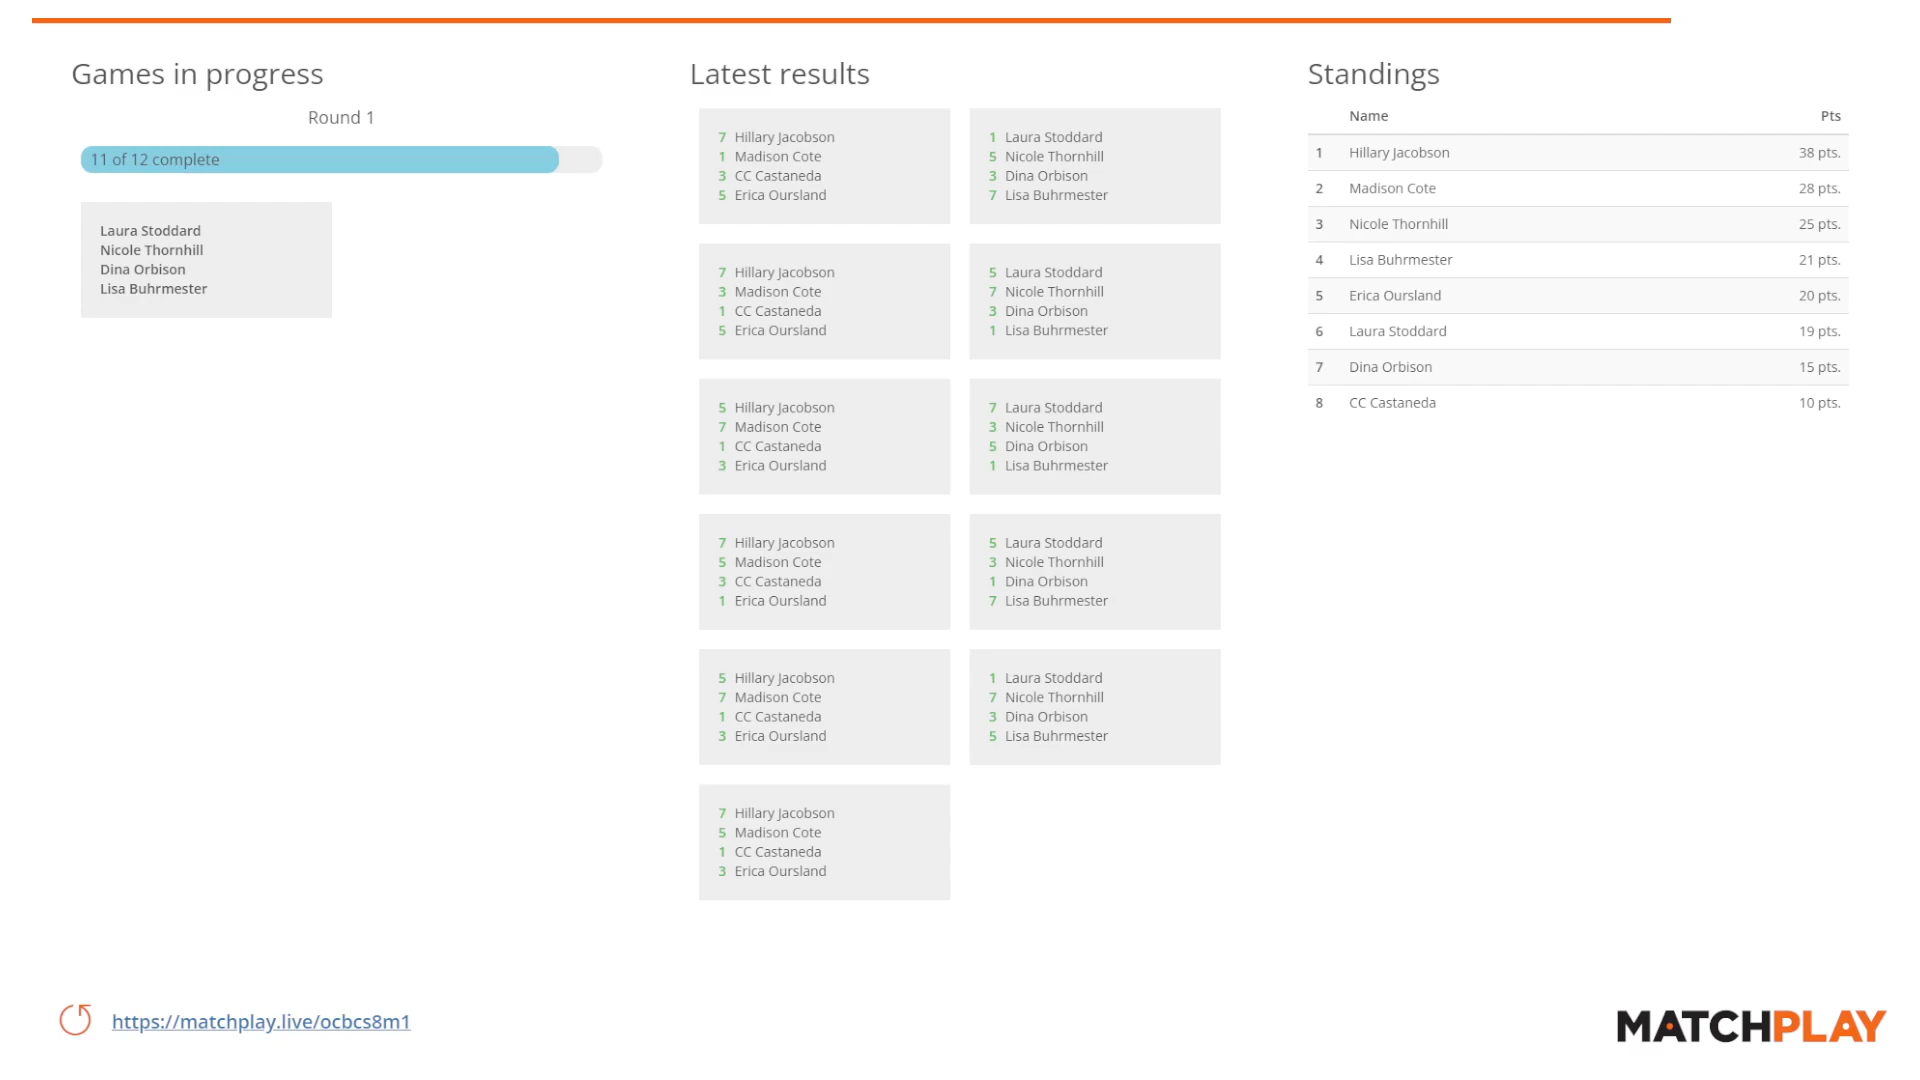 Games in progress
Round 1
11 of 12 complete
Laura Stoddard
Nicole Thornhill
Dina Orbison
Lisa Buhrmester
Latest results
7 Hillary Jacobson
1 Madison Cote
3 CC Castaneda
5 Erica Oursland
1 Laura Stoddard
5 Nicole Thornhill
3 Dina Orbison
7 Lisa Buhrmester
7 Hillary Jacobson
3 Madison Cote
1 CC Castaneda
5 Erica Oursland
5 Laura Stoddard
7 Nicole Thornhill
3 Dina Orbison
1 Lisa Buhrmester
5 Hillary Jacobson
7 Madison Cote
1 CC Castaneda
3 Erica Oursland
7 Laura Stoddard
3 Nicole Thornhill
5 Dina Orbison
1 Lisa Buhrmester
7 Hillary Jacobson
5 Madison Cote
3 CC Castaneda
1 Erica Oursland
5 Laura Stoddard
3 Nicole Thornhill
1 Dina Orbison
7 Lisa Buhrmester
5 Hillary Jacobson
7 Madison Cote
1 CC Castaneda
3 Erica Oursland
1 Laura Stoddard
7 Nicole Thornhill
3 Dina Orbison
5 Lisa Buhrmester
7 Hillary Jacobson
5 Madison Cote
1 CC Castaneda
3 Erica Oursland
Standings
Name Pts
1 Hillary Jacobson 38 pts.
2 Madison Cote 28 pts.
3 Nicole Thornhill 25 pts.
4 Lisa Buhrmester 21 pts.
5 Erica Oursland 20 pts.
6 Laura Stoddard 19 pts.
7 Dina Orbison 15 pts.
8 CC Castaneda 10 pts.
https://matchplay.live/ocbcs8m1
MATCHPLAY